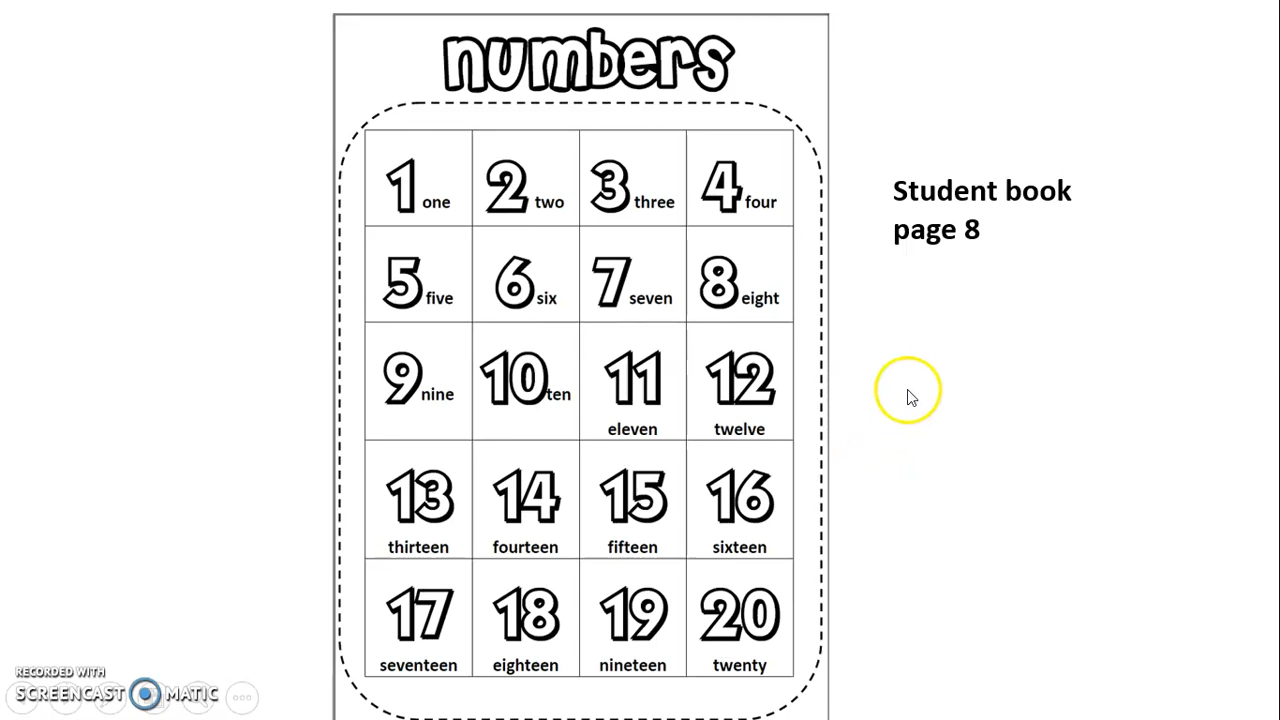 numbers
1 one 2 two 3 three 4 four
5 five 6 six 7 seven 8 eight
9 nine 10 ten 11 eleven 12 twelve
13 thirteen 14 fourteen 15 fifteen 16 sixteen
17 seventeen 18 eighteen 19 nineteen 20 twenty
Student book
page 8
RECORDED WITH
SCREENCAST MATIC